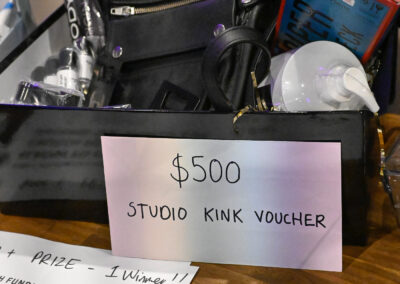 $500
STUDIO KINK VOUCHER
+ PRIZE - 1 Winner!!